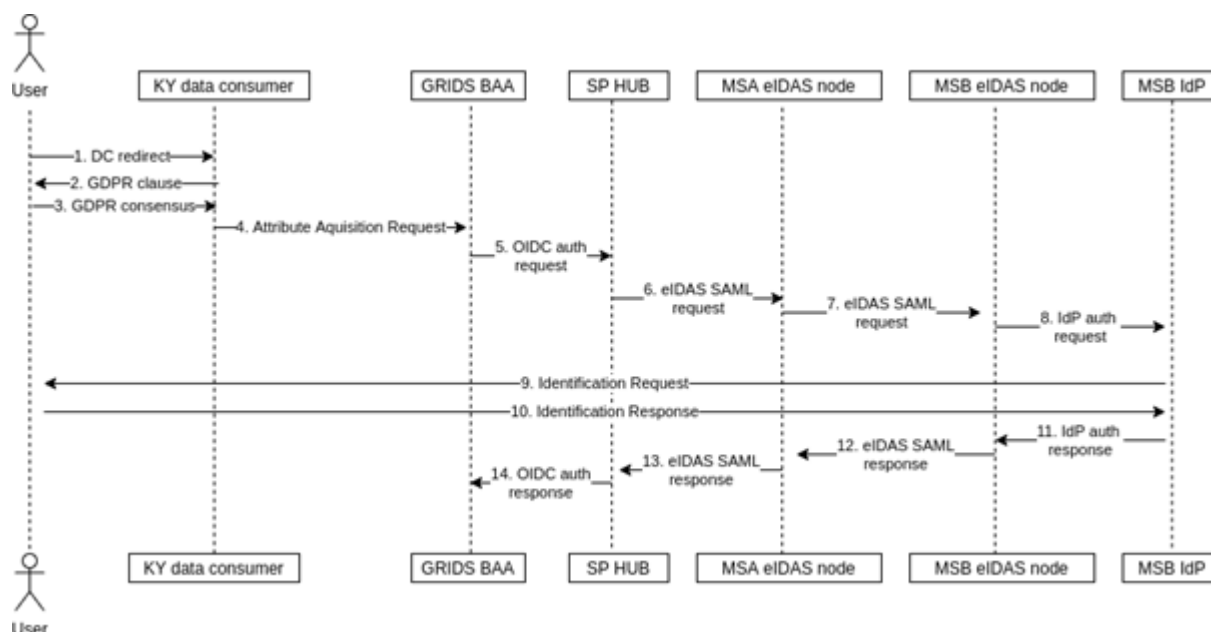 User
KY data consumer
GRIDS BAA
SP HUB
MSA eIDAS node
MSB eIDAS node
MSB IdP
1. DC redirect
2. GDPR clause
3. GDPR consensus
4. Attribute Aquisition Request
5. OIDC auth
request
6. eIDAS SAML
request
7. eIDAS SAML
request
8. IdP auth
request
9. Identification Request
10. Identification Response
11. IdP auth
response
12. eIDAS SAML
response
13. eIDAS SAML
response
14. OIDC auth
response
KY data consumer
GRIDS BAA
SP HUB
MSA eIDAS node
MSB eIDAS node
MSB IdP
User